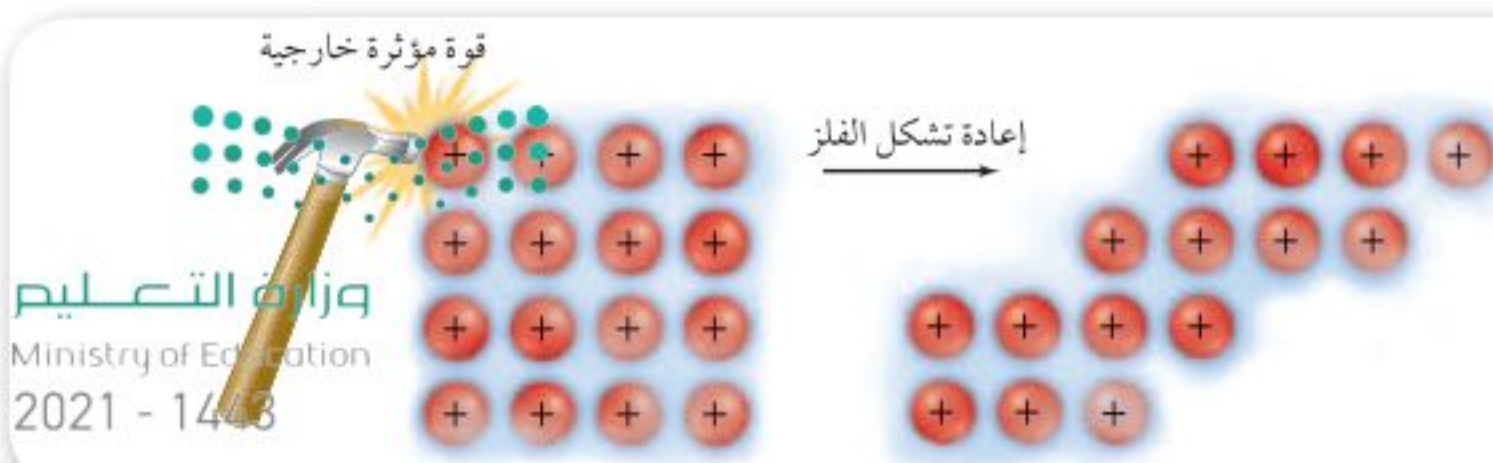 قوة مؤثرة خارجية
إعادة تشكل الفلز
وزارة التعليم
Ministry of Education
2021 - 1443